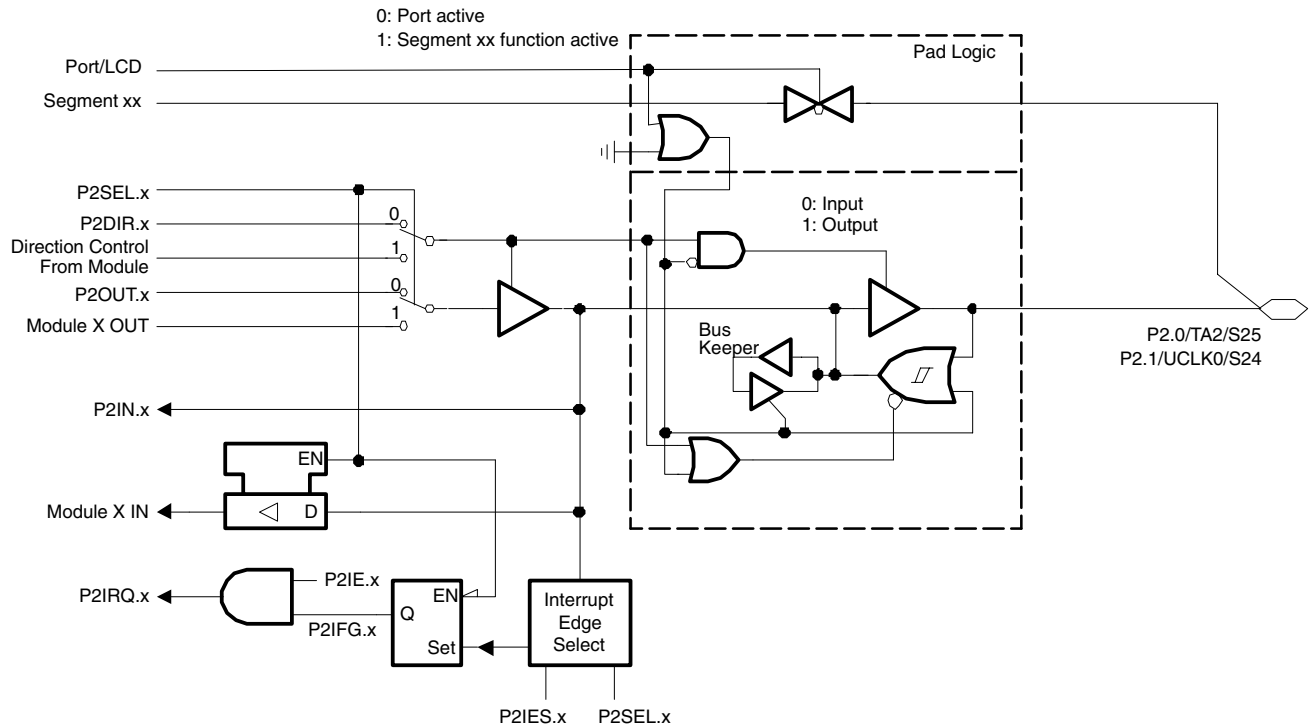 0: Port active
1: Segment xx function active
Pad Logic
Port/LCD
Segment xx
P2SEL.x
0: Input
1: Output
0
P2DIR.x
Direction Control
From Module
1
0
P2OUT.x
1
Module X OUT
Bus
Keeper
P2.0/TA2/S25
P2.1/UCLK0/S24
P2IN.x
EN
Module X IN
D
P2IE.x
P2IRQ.x
P2IFG.x
EN
Q
Set
Interrupt
Edge
Select
P2IES.x
P2SEL.x